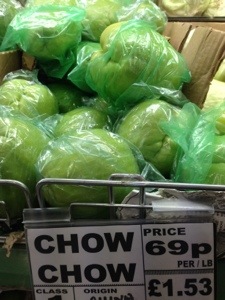 CHOW
CHOW
PRICE
69p
PER / LB
£1.53
CLASS
ORIGIN